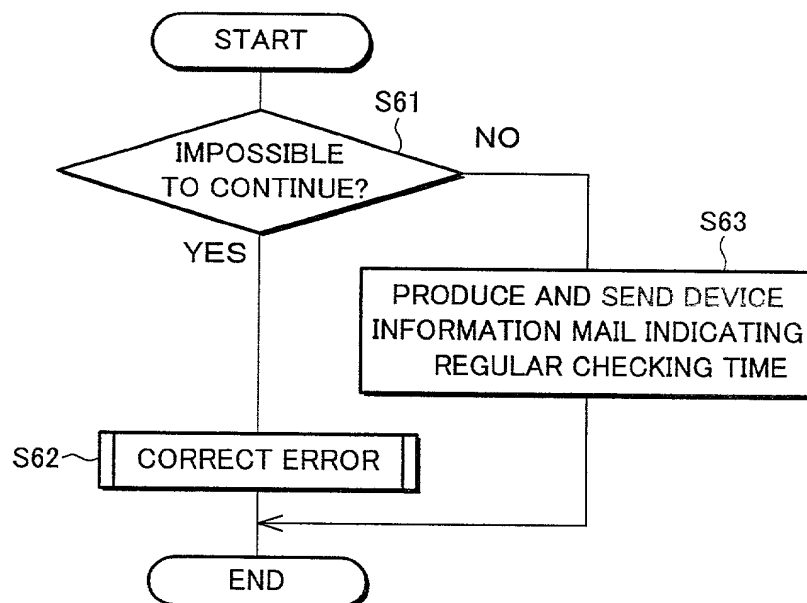 START
S61
IMPOSSIBLE
TO CONTINUE?
NO
YES
S63
PRODUCE AND SEND DEVICE
INFORMATION MAIL INDICATING
REGULAR CHECKING TIME
S62
CORRECT ERROR
END